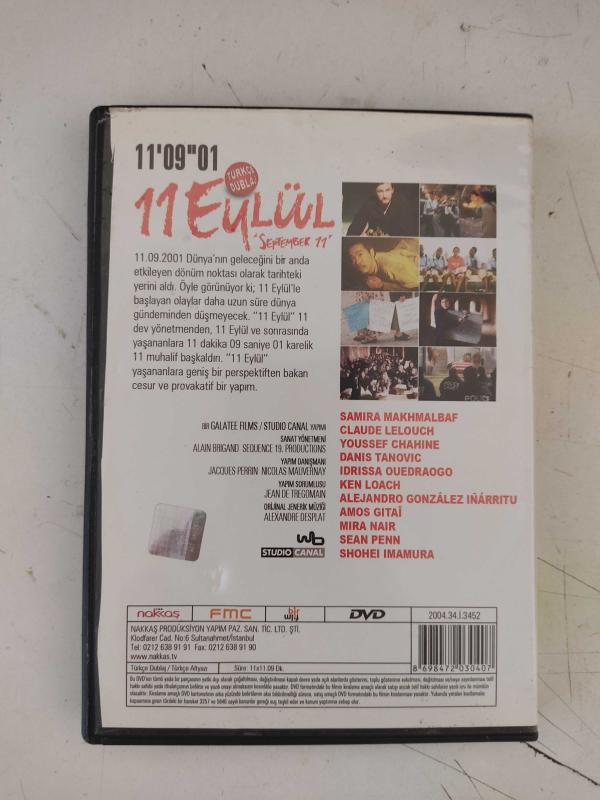 11'09"01
TÜRKÇE
DUBLAJ
11 EYLÜL
"SEPTEMBER 11"
11.09.2001 Dünya'nın geleceğini bir anda
etkileyen dönüm noktası olarak tarihteki
yerini aldı. Öyle görünüyor ki; 11 Eylül'le
başlayan olaylar daha uzun süre dünya
gündeminden düşmeyecek. "11 Eylül" 11
dev yönetmenden, 11 Eylül ve sonrasında
yaşananlara 11 dakika 09 saniye 01 karelik
11 muhalif başkaldırı. "11 Eylül"
yaşananlara geniş bir perspektiften bakan
cesur ve provakatif bir yapım.
BİR GALATEE FILMS / STUDIO CANAL YAPIMI
SANAT YÖNETMENİ
ALAIN BRIGAND SEQUENCE 19. PRODUCTIONS
YAPIM DANIŞMANI
JACQUES PERRIN NICOLAS MAUVERNAY
YAPIM SORUMLUSU
JEAN DE TREGOMAIN
ORİJİNAL JENERİK MÜZİĞİ
ALEXANDRE DESPLAT
STUDIO CANAL
SAMIRA MAKHMALBAF
CLAUDE LELOUCH
YOUSSEF CHAHINE
DANIS TANOVIC
IDRISSA OUEDRAOGO
KEN LOACH
ALEJANDRO GONZÁLEZ IÑÁRRITU
AMOS GITAÏ
MIRA NAIR
SEAN PENN
SHOHEI IMAMURA
nakkaş
FMC
bir
film
DVD
2004.34.I.3452
NAKKAŞ PRODÜKSİYON YAPIM PAZ. SAN. TİC. LTD. ŞTİ.
Klodfarer Cad. No:6 Sultanahmet/İstanbul
Tel: 0212 638 91 91 Fax: 0212 638 91 90
www.nakkas.tv
Türkçe Dublaj / Türkçe Altyazı
Süre: 11x11.09 Dk.
8 698472 030407